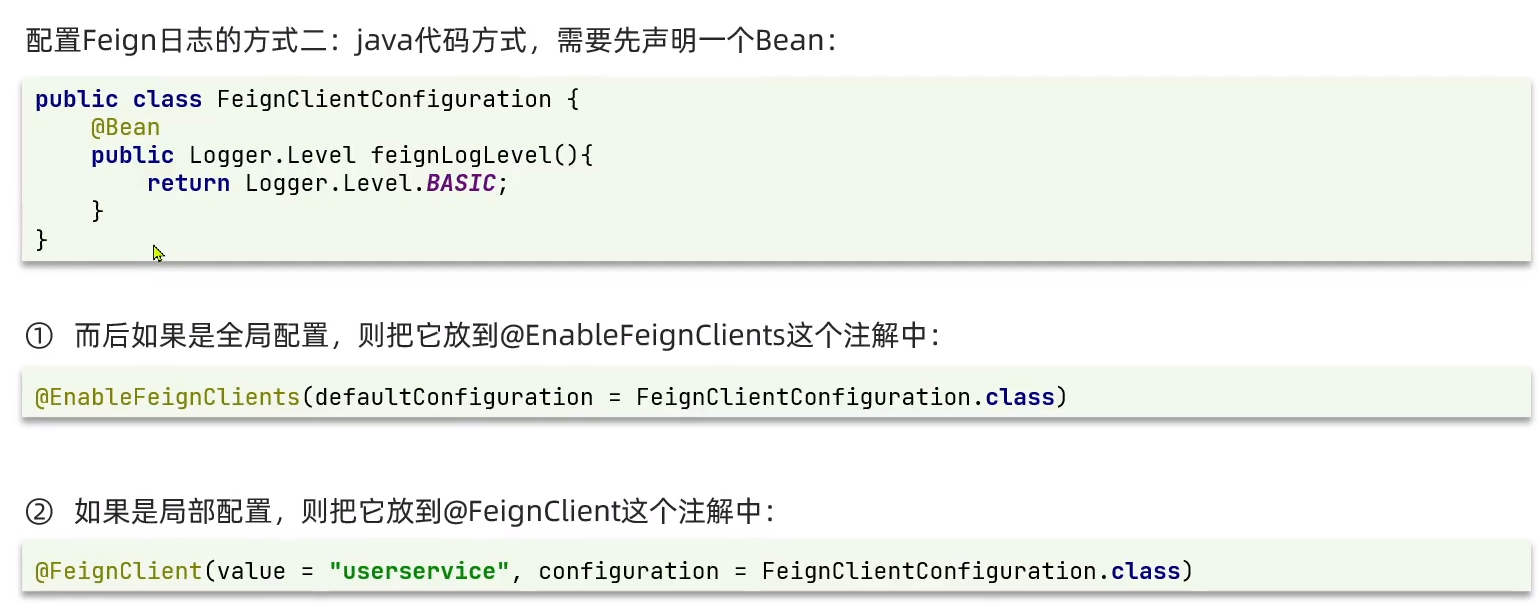 配置Feign日志的方式二：java代码方式，需要先声明一个Bean：
public class FeignClientConfiguration {
    @Bean
    public Logger.Level feignLogLevel(){
        return Logger.Level.BASIC;
    }
}
① 而后如果是全局配置，则把它放到@EnableFeignClients这个注解中：
@EnableFeignClients(defaultConfiguration = FeignClientConfiguration.class)
② 如果是局部配置，则把它放到@FeignClient这个注解中：
@FeignClient(value = "userservice", configuration = FeignClientConfiguration.class)